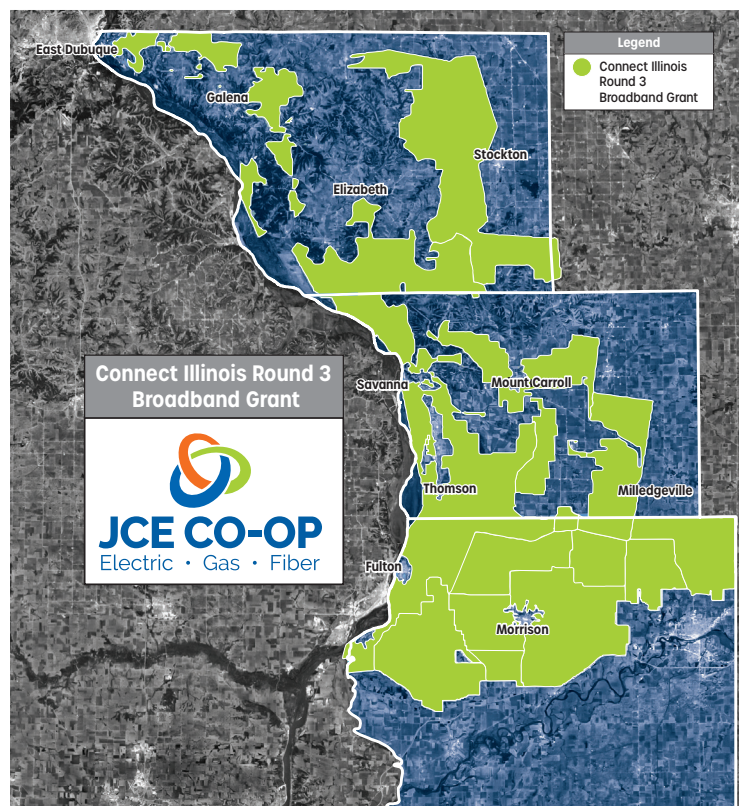 East Dubuque
Legend
Connect Illinois
Round 3
Broadband Grant
Galena
Stockton
Elizabeth
Connect Illinois Round 3
Broadband Grant
Savanna
Mount Carroll
JCE CO-OP
Electric • Gas • Fiber
Thomson
Milledgeville
Fulton
Morrison